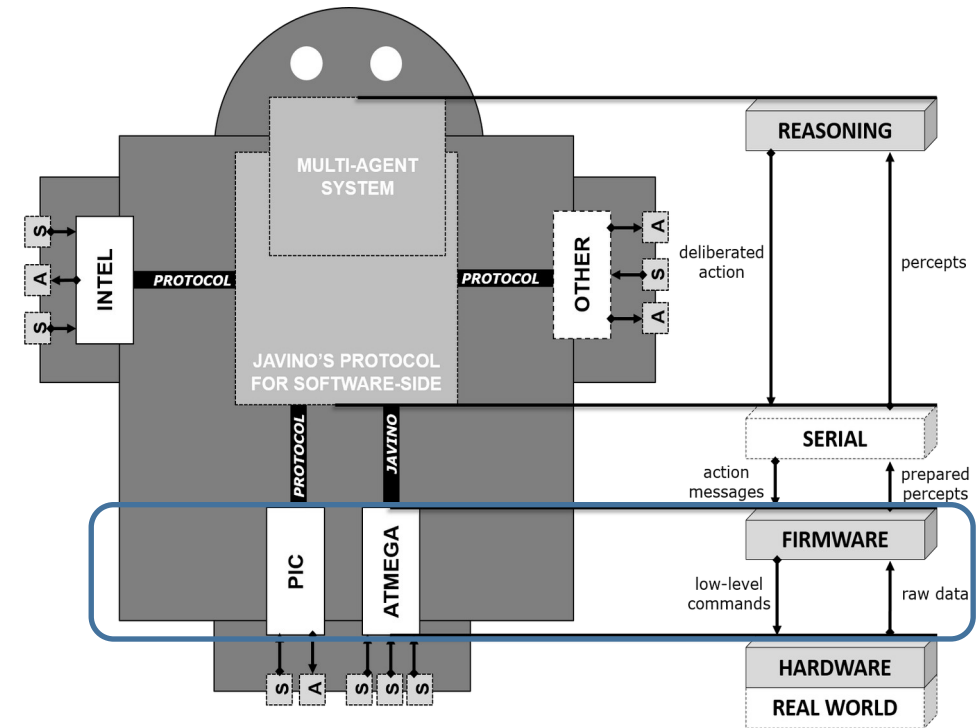 REASONING
MULTI-AGENT
SYSTEM
S
A
S
INTEL
PROTOCOL
PROTOCOL
OTHER
A
S
A
deliberated
action
percepts
JAVINO'S PROTOCOL
FOR SOFTWARE-SIDE
PROTOCOL
JAVINO
SERIAL
action
messages
prepared
percepts
PIC
ATMEGA
FIRMWARE
low-level
commands
raw data
S
A
S
S
S
HARDWARE
REAL WORLD